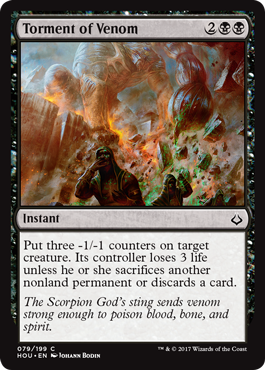 Torment of Venom 2
Instant
Put three -1/-1 counters on target
creature. Its controller loses 3 life
unless he or she sacrifices another
nonland permanent or discards a card.
The Scorpion God's sting sends venom
strong enough to poison blood, bone, and
spirit.
079/199 C
HOU • EN Johann Bodin
™ & © 2017 Wizards of the Coast